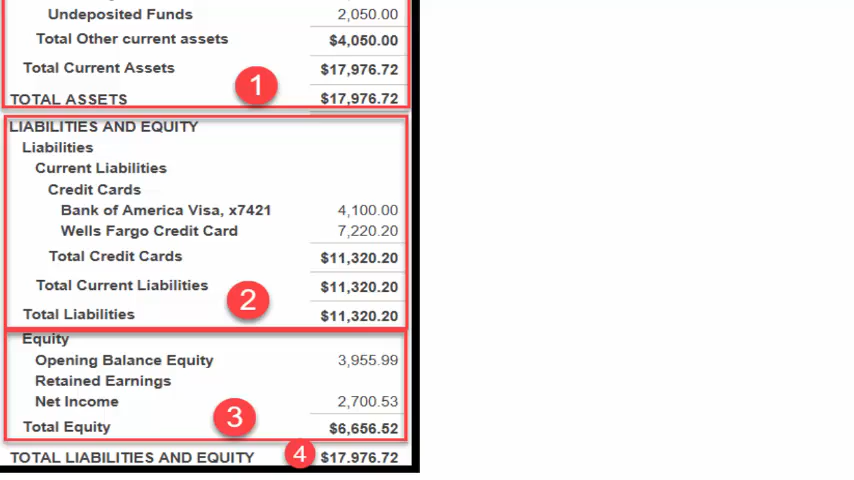 Undeposited Funds 2,050.00
Total Other current assets $4,050.00
Total Current Assets $17,976.72
1
TOTAL ASSETS $17,976.72
LIABILITIES AND EQUITY
Liabilities
Current Liabilities
Credit Cards
Bank of America Visa, x7421 4,100.00
Wells Fargo Credit Card 7,220.20
Total Credit Cards $11,320.20
Total Current Liabilities $11,320.20
2
Total Liabilities $11,320.20
Equity
Opening Balance Equity 3,955.99
Retained Earnings
Net Income 2,700.53
3
Total Equity $6,656.52
TOTAL LIABILITIES AND EQUITY 4 $17.976.72